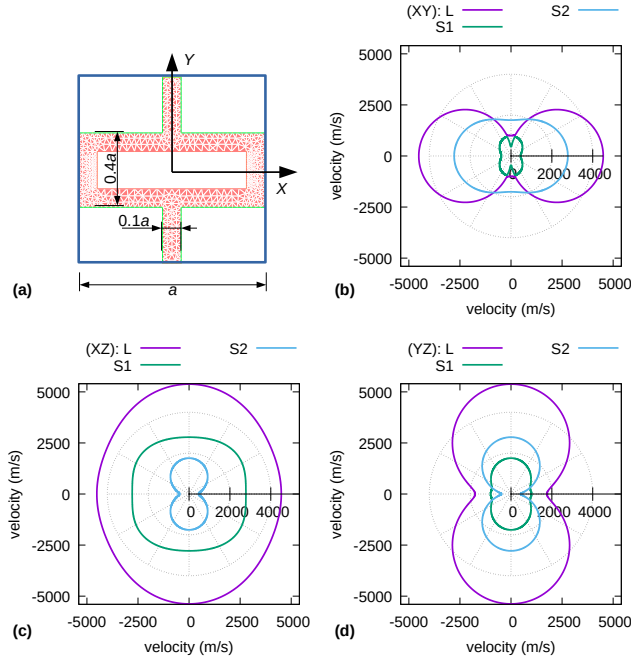 (a)
Y
X
0.4a
0.1a
a
(b)
(XY): L
S2
S1
5000
2500
0
-2500
-5000
velocity (m/s)
0 2000 4000
-5000 -2500 0 2500 5000
velocity (m/s)
(c)
(XZ): L
S2
S1
5000
2500
0
-2500
-5000
velocity (m/s)
0 2000 4000
-5000 -2500 0 2500 5000
velocity (m/s)
(d)
(YZ): L
S2
S1
5000
2500
0
-2500
-5000
velocity (m/s)
0 2000 4000
-5000 -2500 0 2500 5000
velocity (m/s)